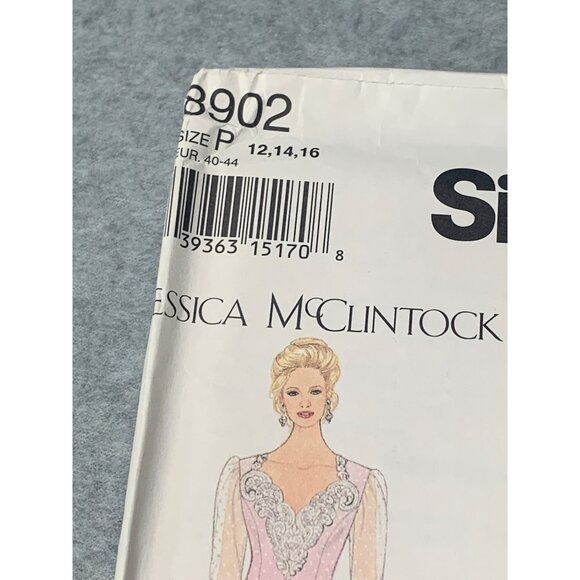 8902
SIZE P 12,14,16
EUR. 40-44
Si
39363 15170 8
ESSICA McCLINTOCK